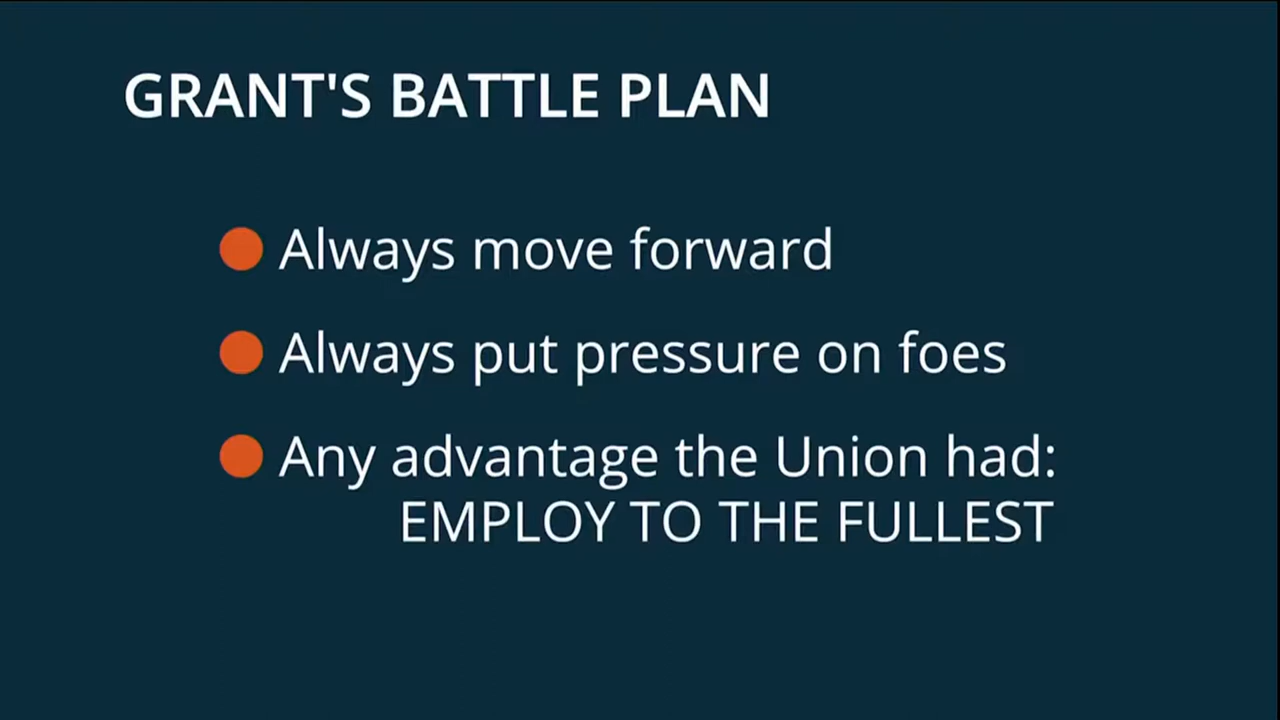 GRANT'S BATTLE PLAN
Always move forward
Always put pressure on foes
Any advantage the Union had:
EMPLOY TO THE FULLEST